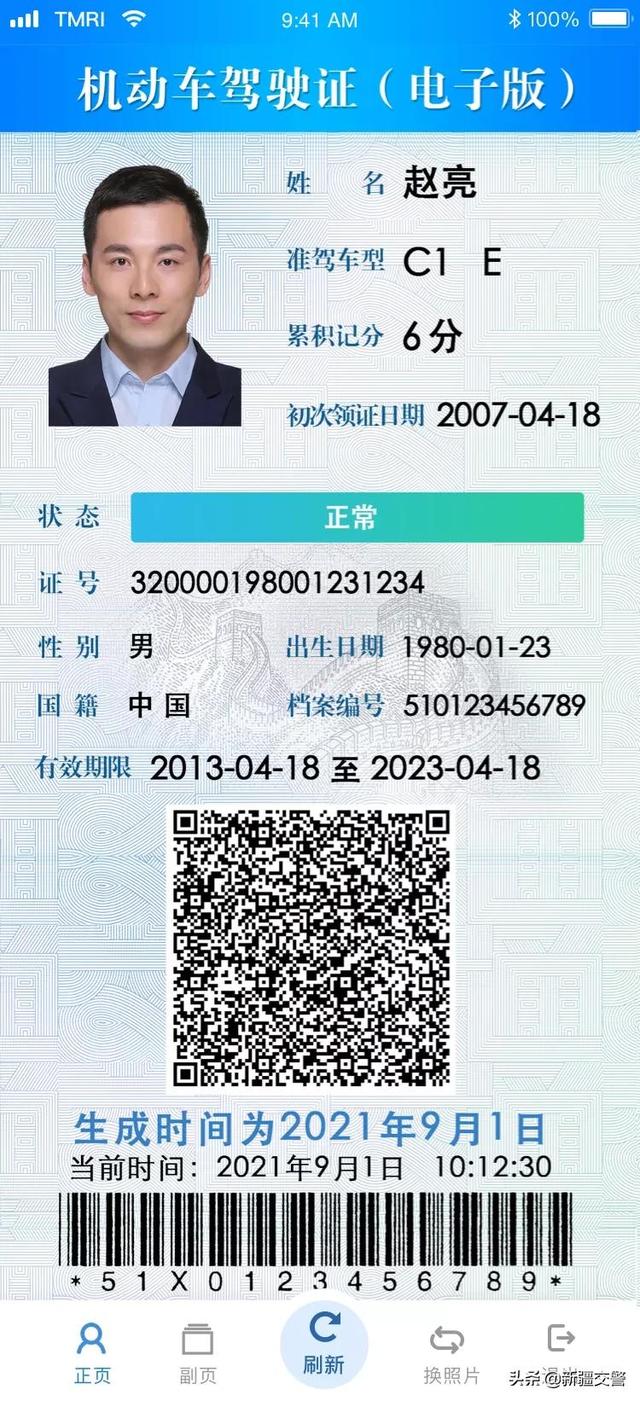 TMRI 9:41 AM 100%
机动车驾驶证（电子版）
姓 名 赵亮
准驾车型 C1 E
累积记分 6分
初次领证日期 2007-04-18
状态 正常
证号 320000198001231234
性别 男 出生日期 1980-01-23
国籍 中国 档案编号 510123456789
有效期限 2013-04-18 至 2023-04-18
生成时间为2021年9月1日
当前时间： 2021年9月1日 10:12:30
*51X0123456789*
正页 副页 刷新 换照片
头条 @新疆交警